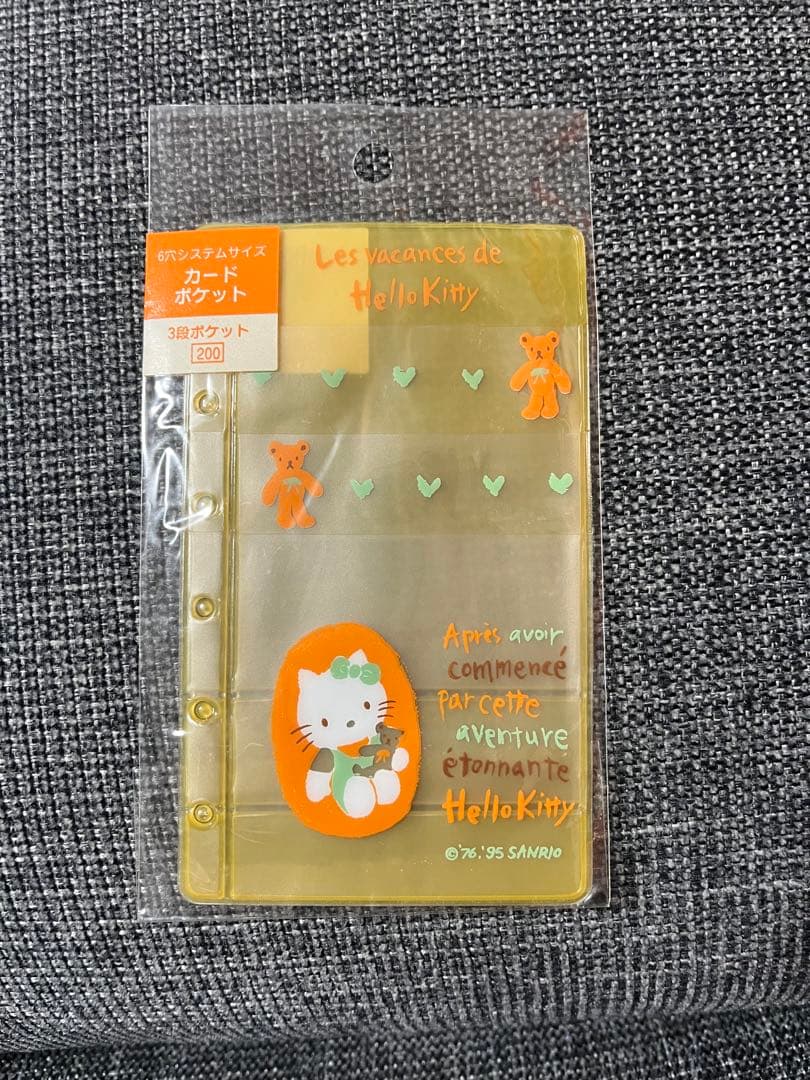 6穴システムサイズ
カード
ポケット
3段ポケット
200
Les vacances de
Hello Kitty
Après avoir
commencé
par cette
aventure
étonnanté
Hello Kitty
©'76,'95 SANRIO